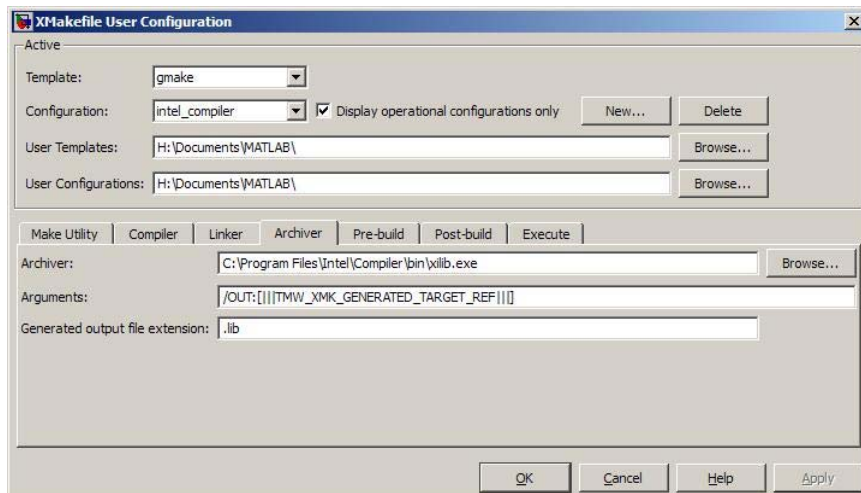 XMakefile User Configuration
Active
Template: gmake
Configuration: intel_compiler Display operational configurations only New... Delete
User Templates: H:\Documents\MATLAB\ Browse...
User Configurations: H:\Documents\MATLAB\ Browse...
Make Utility Compiler Linker Archiver Pre-build Post-build Execute
Archiver: C:\Program Files\Intel\Compiler\bin\xilib.exe Browse...
Arguments: /OUT:[|||TMW_XMK_GENERATED_TARGET_REF|||]
Generated output file extension: .lib
OK Cancel Help Apply